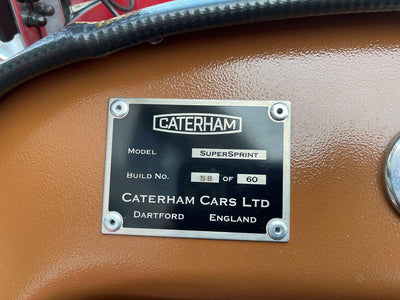 CATERHAM
MODEL SUPERSPRINT
BUILD NO. 58 OF 60
CATERHAM CARS LTD
DARTFORD ENGLAND